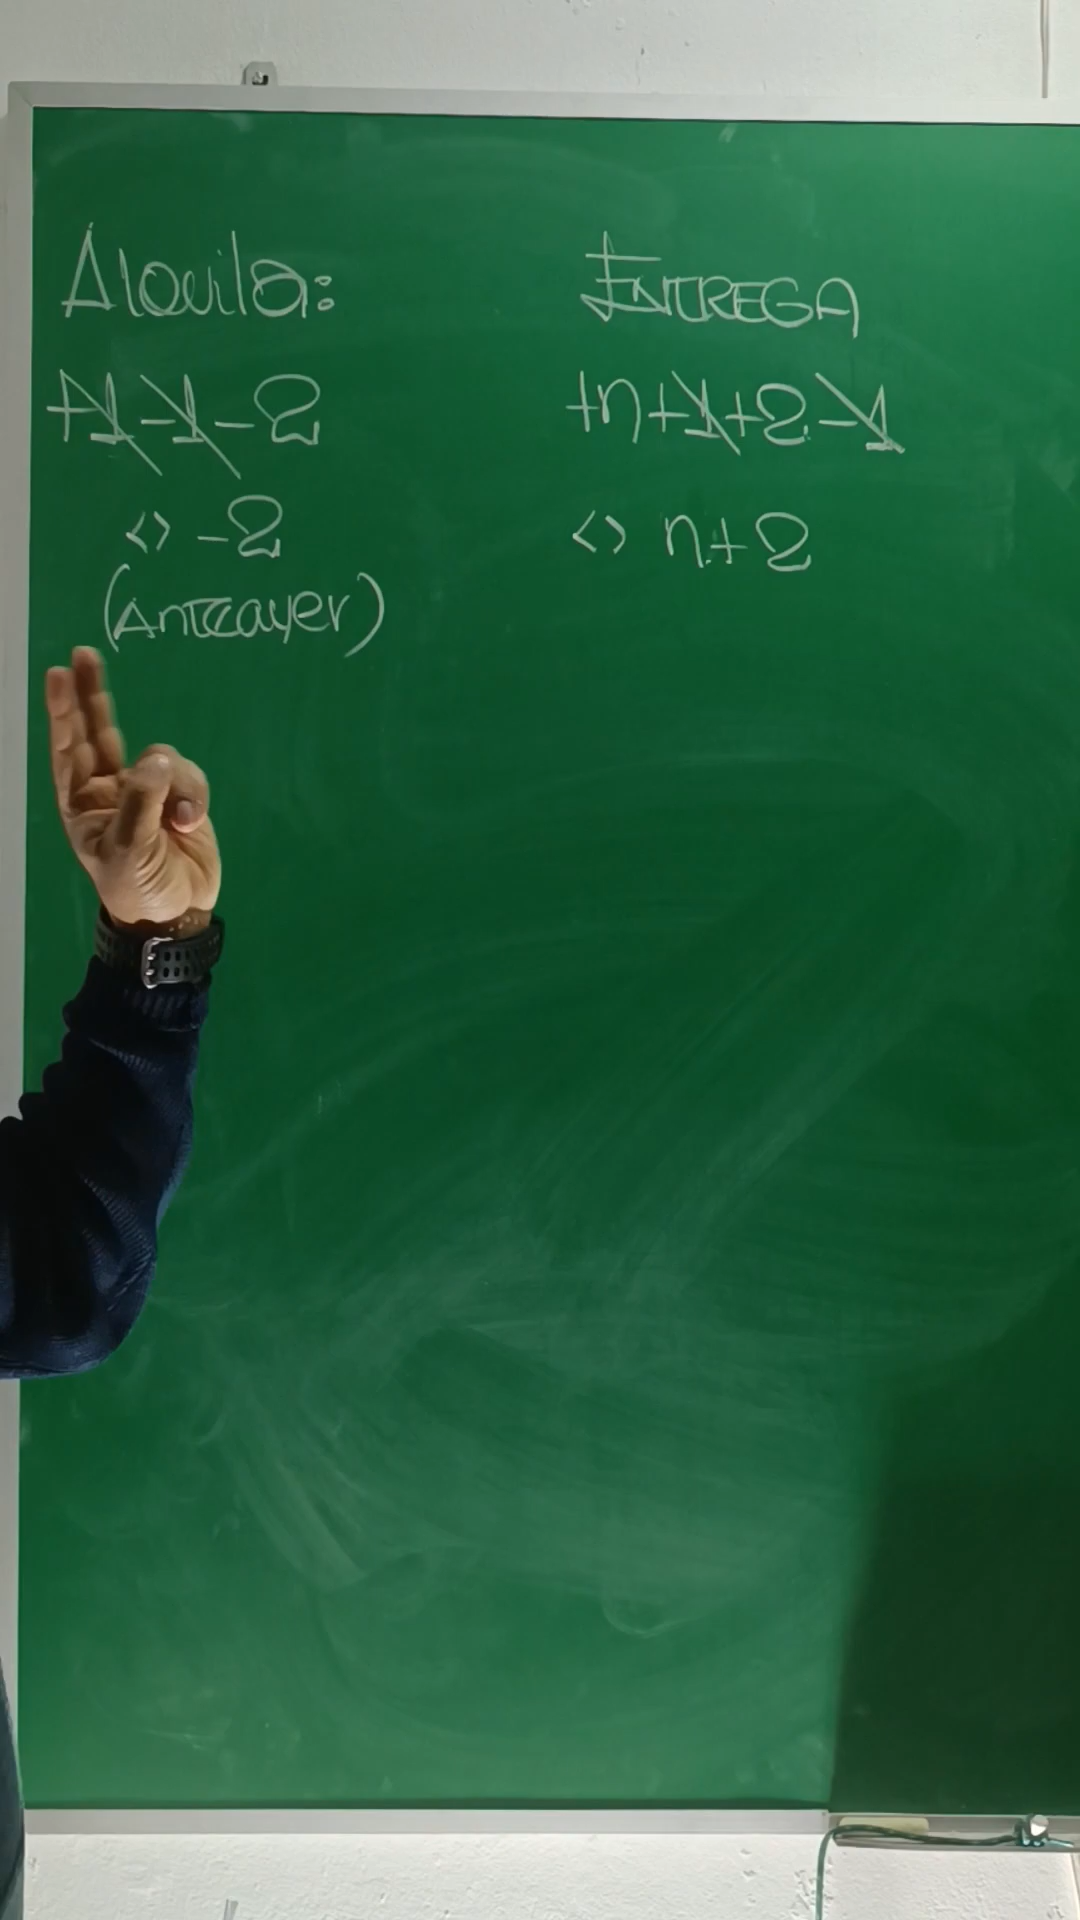 Alquila:
+1-1-2
<> -2
(Anteayer)
ENTREGA
+n+1+2-1
<> n+2